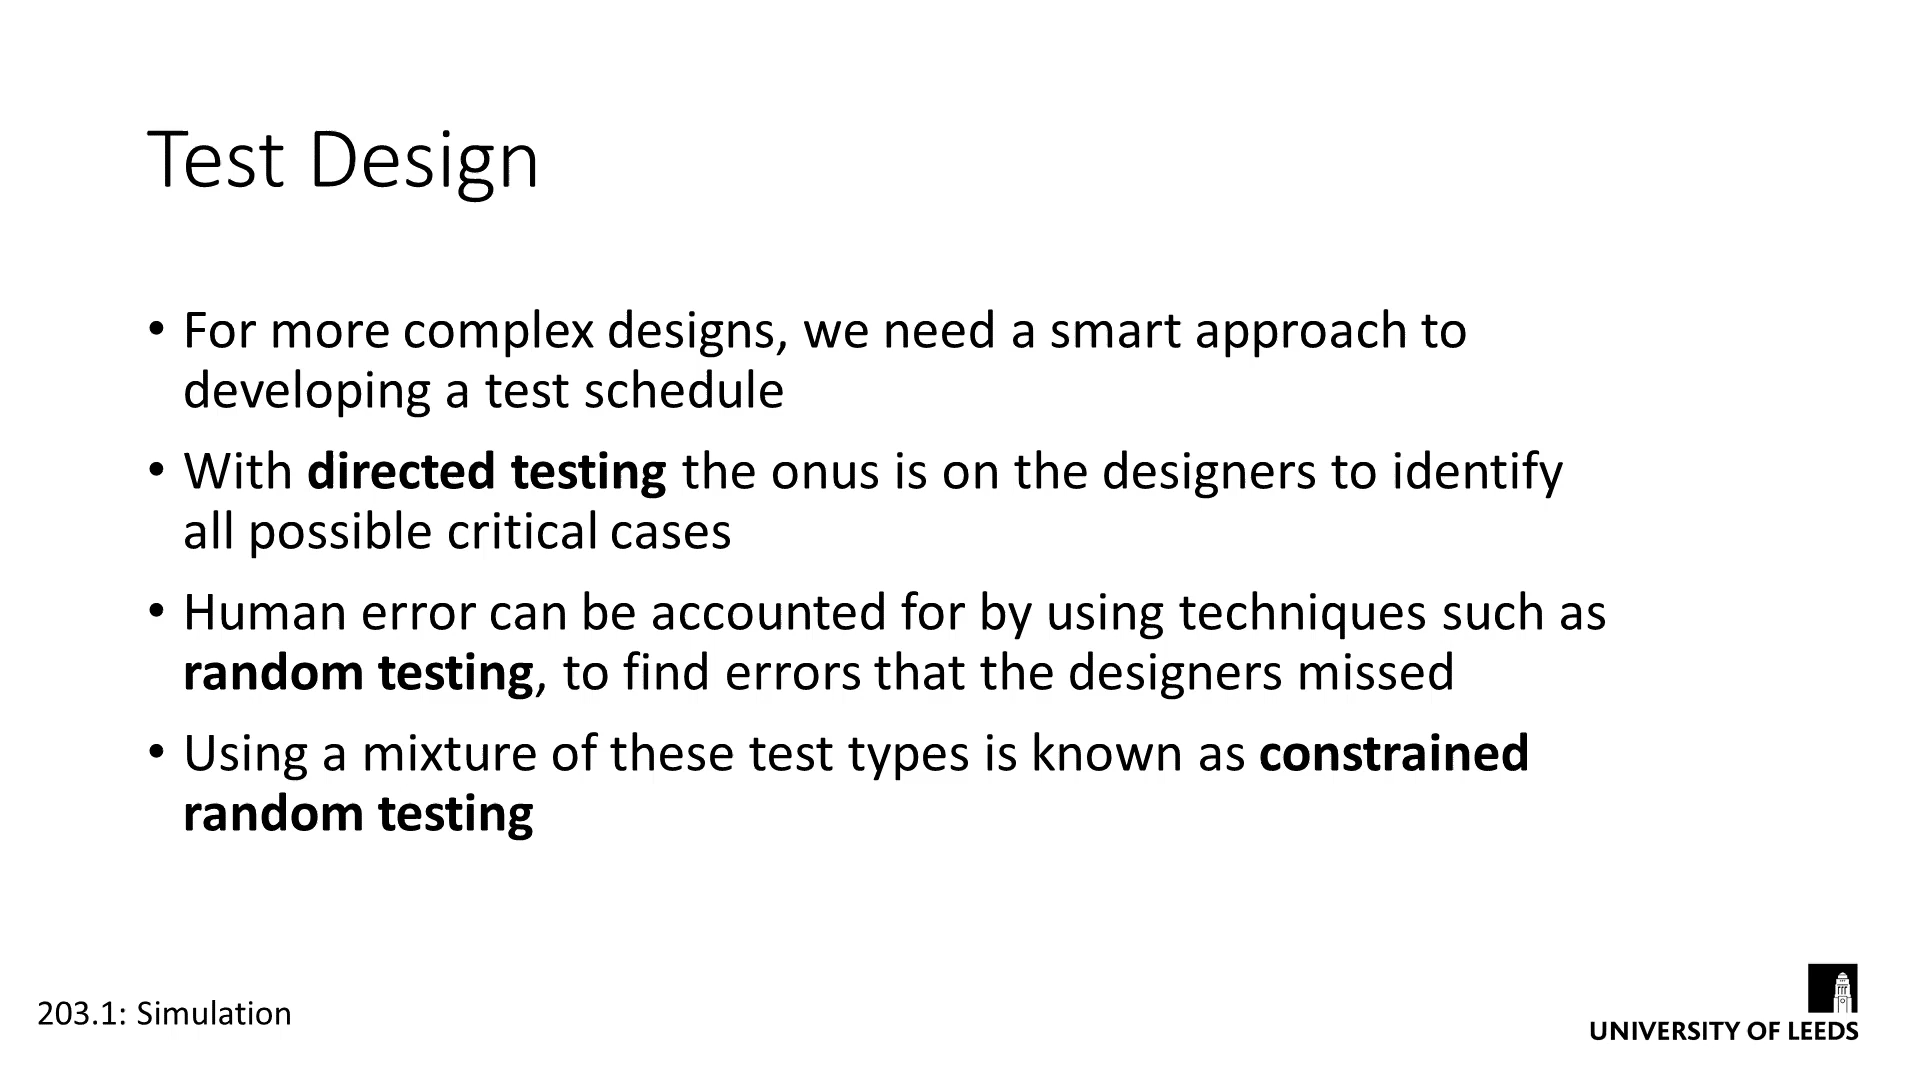 Test Design
• For more complex designs, we need a smart approach to
developing a test schedule
• With directed testing the onus is on the designers to identify
all possible critical cases
• Human error can be accounted for by using techniques such as
random testing, to find errors that the designers missed
• Using a mixture of these test types is known as constrained
random testing
203.1: Simulation
UNIVERSITY OF LEEDS